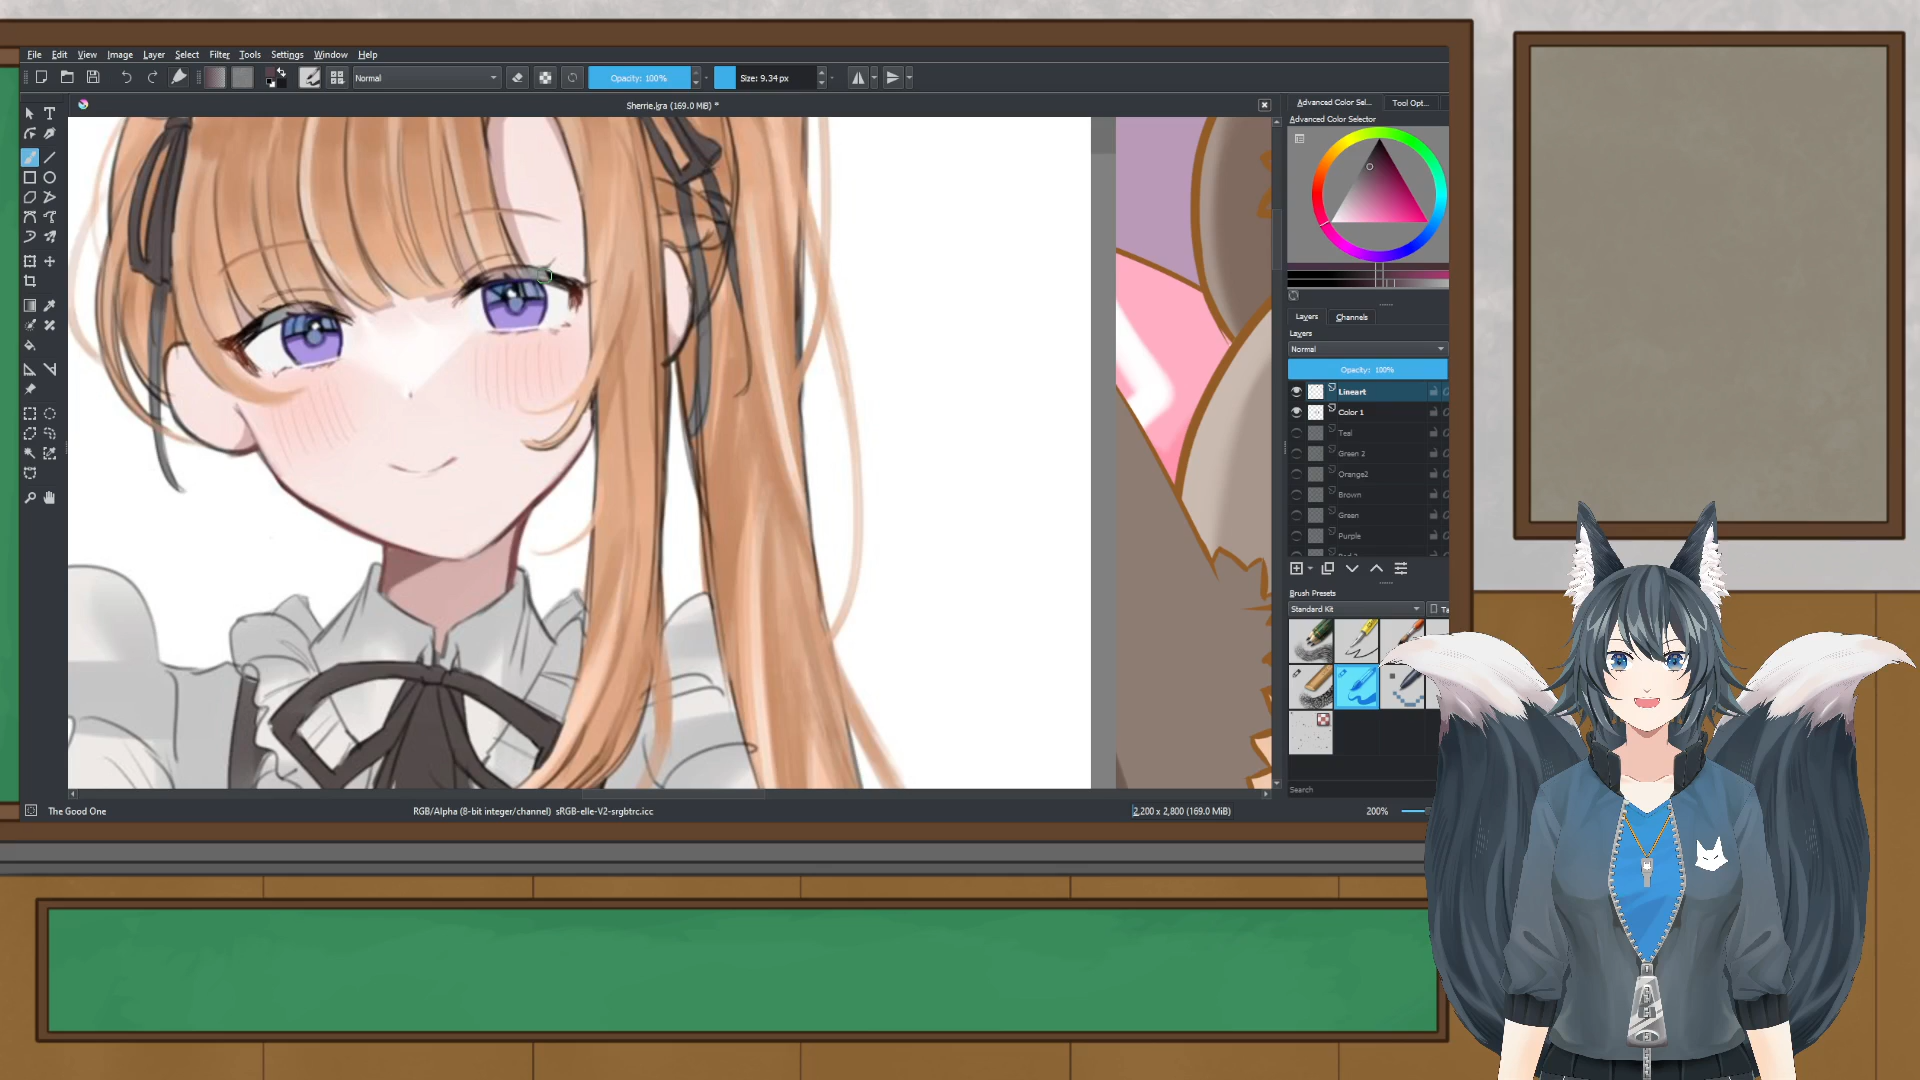 File Edit View Image Layer Select Filter Tools Settings Window Help
Normal Opacity: 100% Size: 9.34 px
Sherrie.kra (169.0 MiB) *
Advanced Color Sel... Tool Opt...
Advanced Color Selector
Layers Channels
Layers
Normal
Opacity: 100%
Lineart
Color 1
Teal
Green 2
Orange2
Brown
Green
Purple
Brush Presets
Standard Kit Ta
Search
The Good One RGB/Alpha (8-bit integer/channel) sRGB-elle-V2-srgbtrc.icc 2,200 x 2,800 (169.0 MiB) 200%